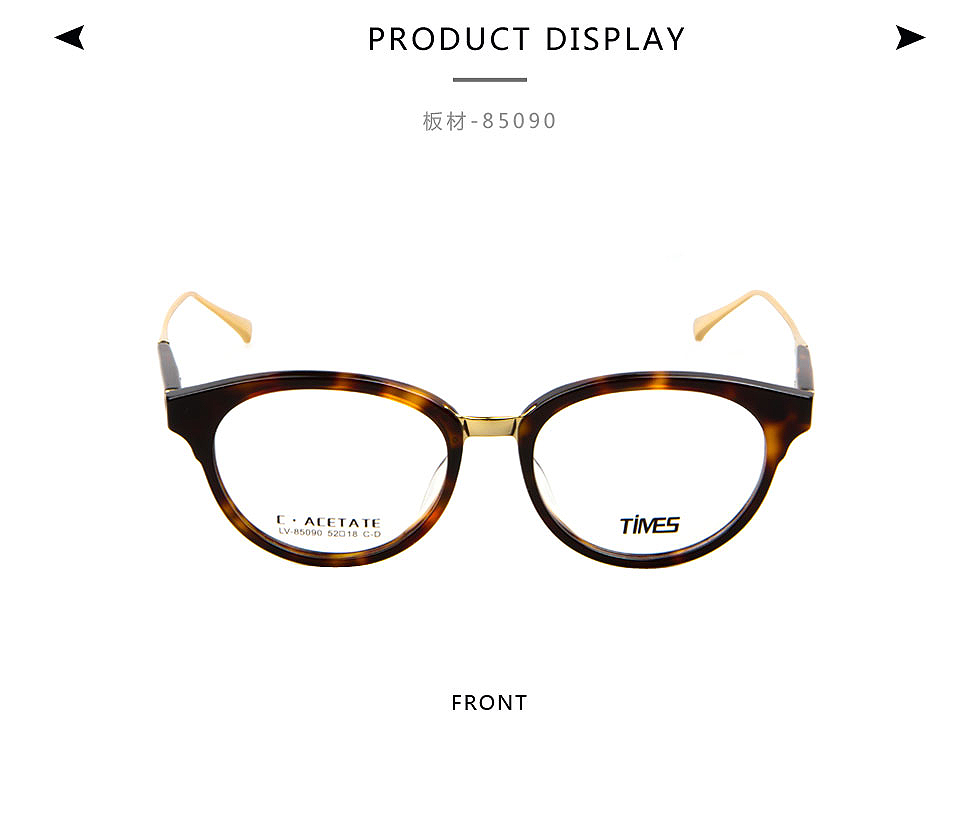 PRODUCT DISPLAY
板材-85090
C · ACETATE
LV-85090 52□18 C-D
TiMES
FRONT